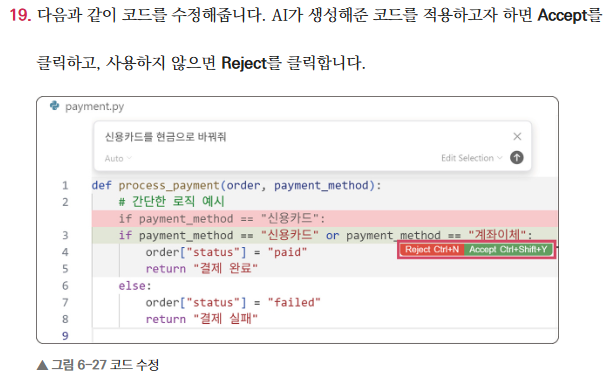 19. 다음과 같이 코드를 수정해줍니다. AI가 생성해준 코드를 적용하고자 하면 Accept를
클릭하고, 사용하지 않으면 Reject를 클릭합니다.
payment.py
신용카드를 현금으로 바꿔줘
Auto
Edit Selection
1 def process_payment(order, payment_method):
2 # 간단한 로직 예시
if payment_method == "신용카드":
3 if payment_method == "신용카드" or payment_method == "계좌이체":
Reject Ctrl+N Accept Ctrl+Shift+Y
4 order["status"] = "paid"
5 return "결제 완료"
6 else:
7 order["status"] = "failed"
8 return "결제 실패"
9
▲ 그림 6-27 코드 수정